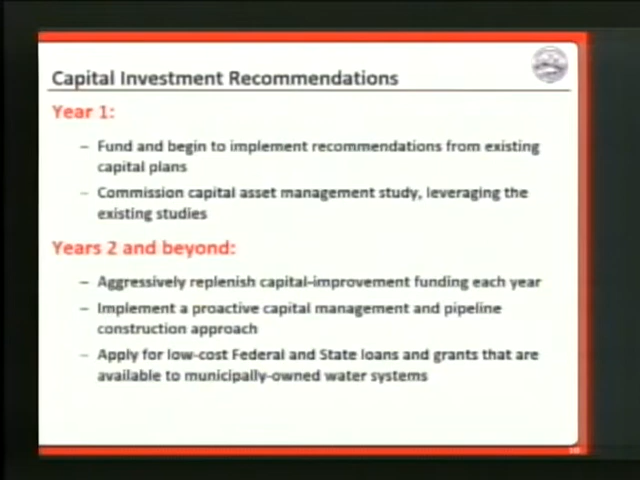 Capital Investment Recommendations
Year 1:
– Fund and begin to implement recommendations from existing
capital plans
– Commission capital asset management study, leveraging the
existing studies
Years 2 and beyond:
– Aggressively replenish capital-improvement funding each year
– Implement a proactive capital management and pipeline
construction approach
– Apply for low-cost Federal and State loans and grants that are
available to municipally-owned water systems